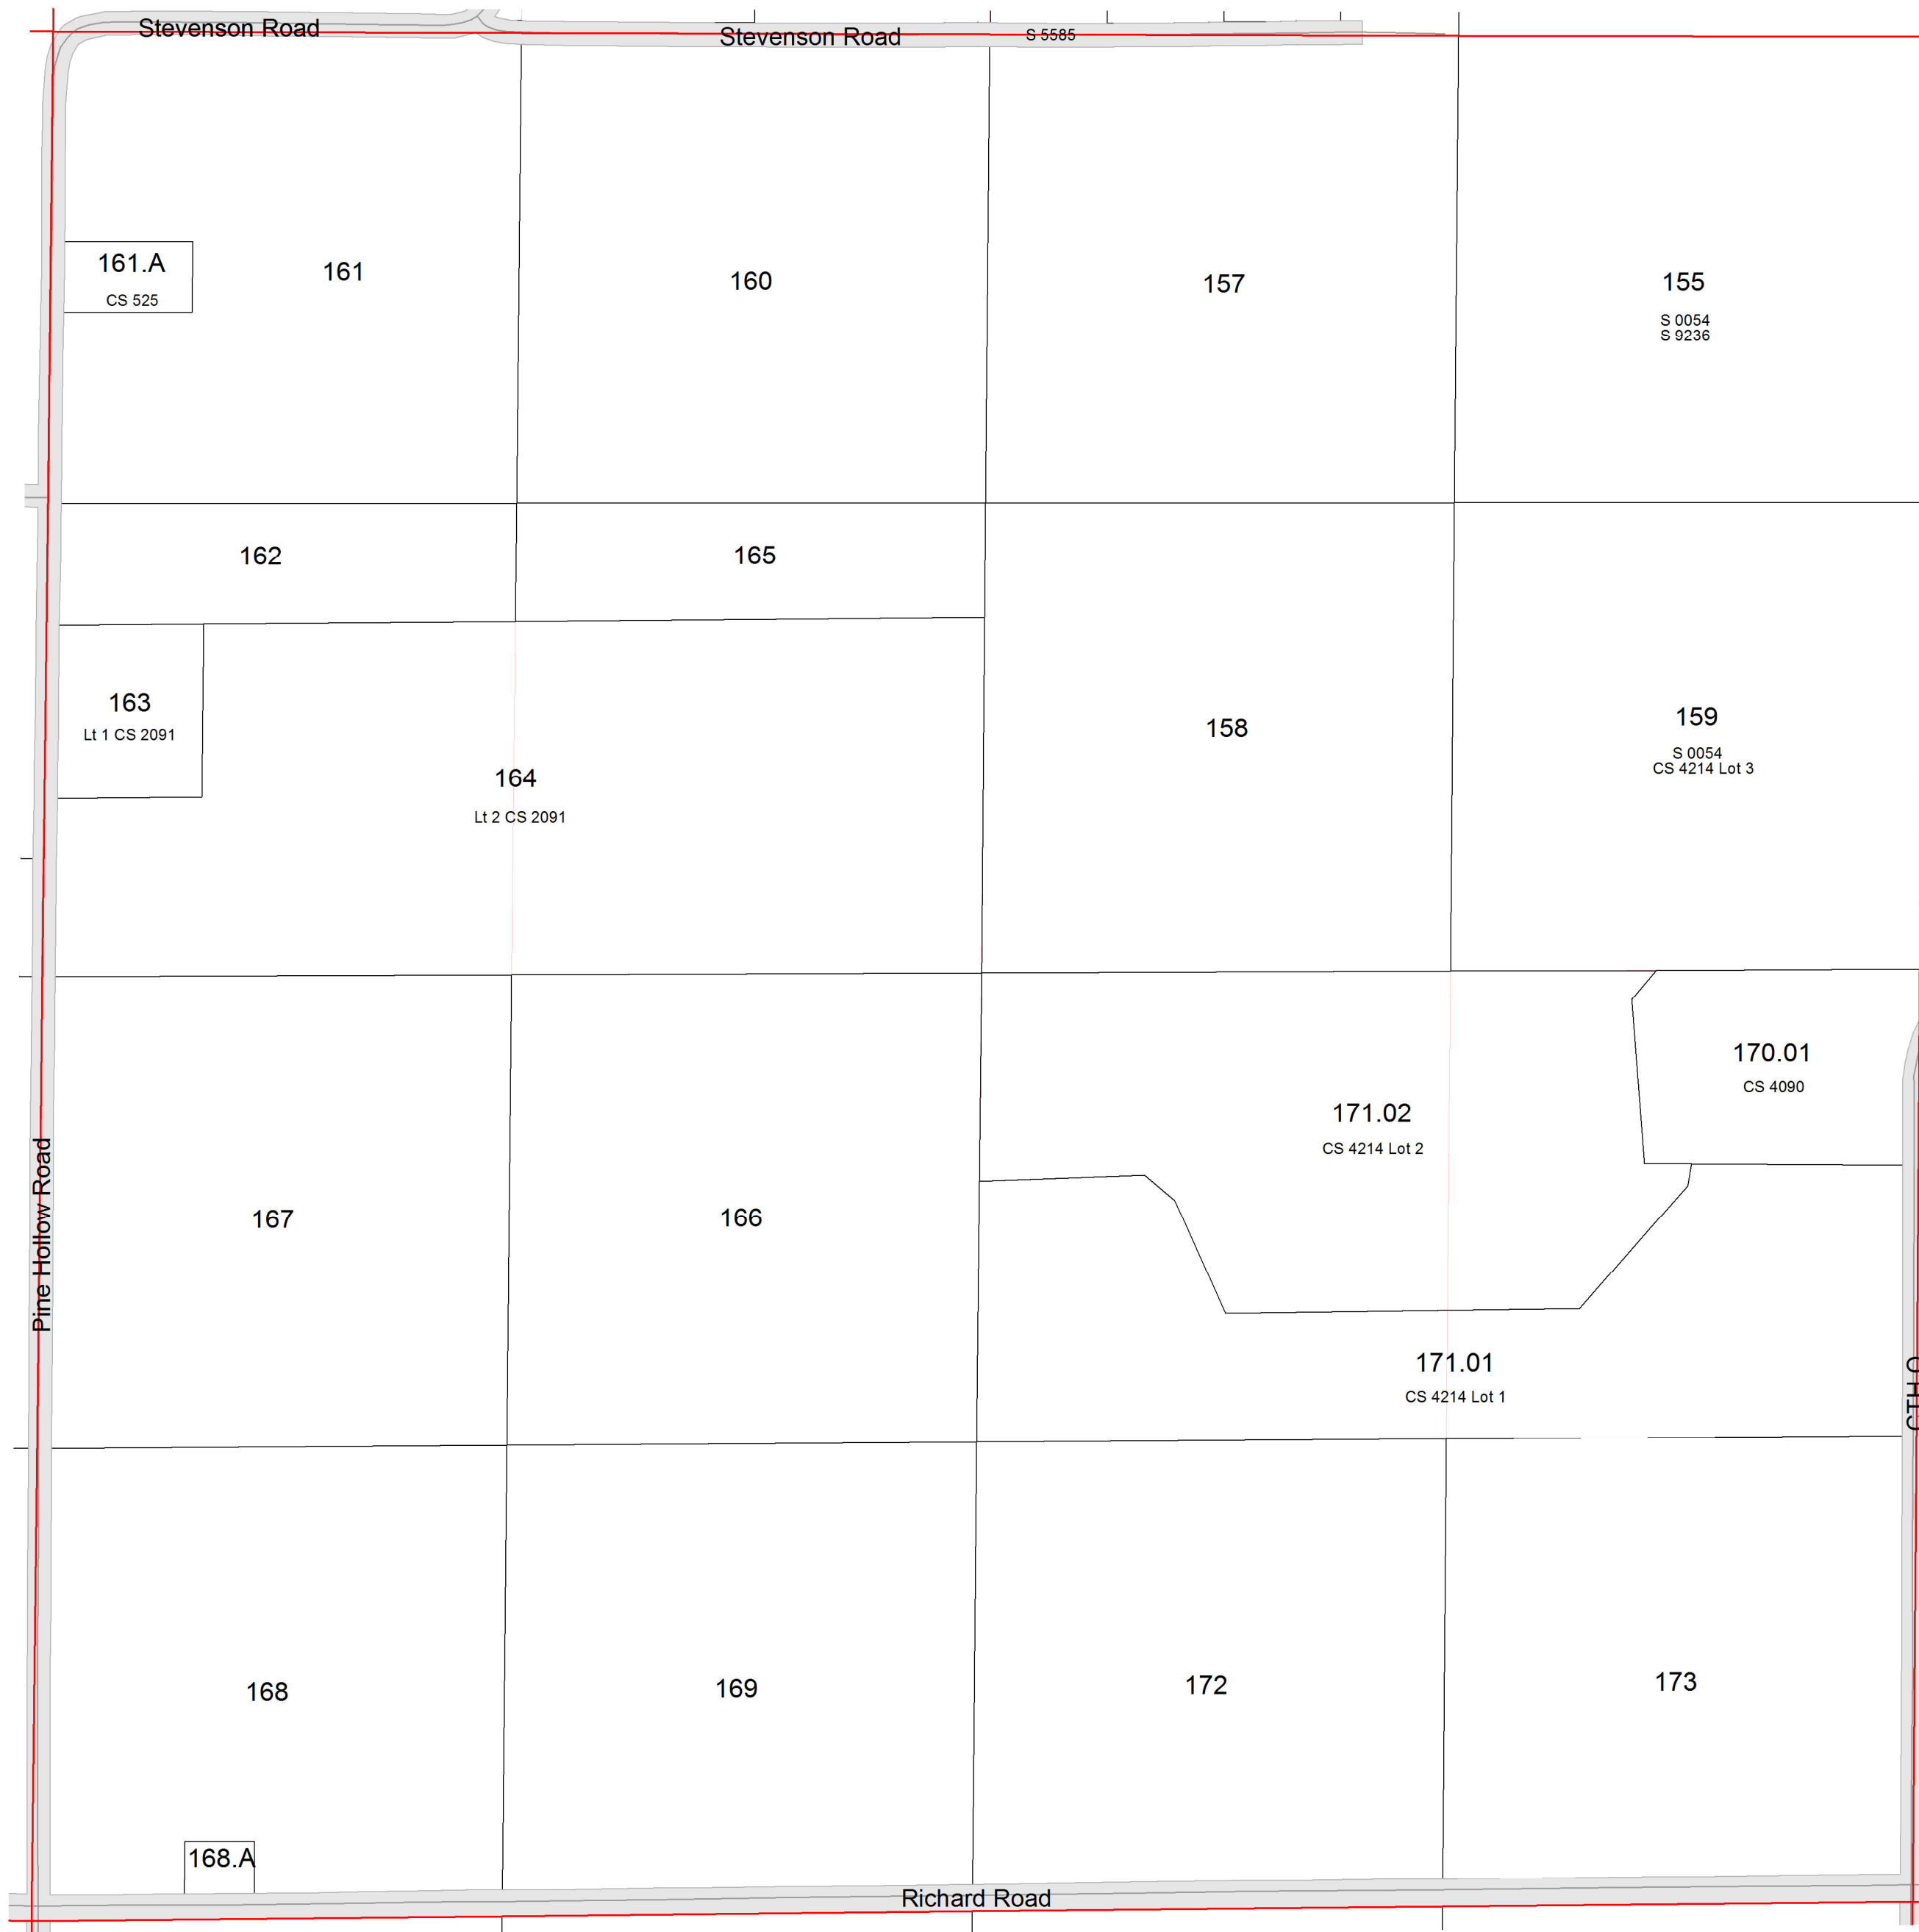 Stevenson Road
Stevenson Road
S 5585
161.A
CS 525
161
160
157
155
S 0054
S 9236
162
165
163
Lt 1 CS 2091
164
Lt 2 CS 2091
158
159
S 0054
CS 4214 Lot 3
170.01
CS 4090
171.02
CS 4214 Lot 2
Pine Hollow Road
167
166
171.01
CS 4214 Lot 1
CTH
168
169
172
173
168.A
Richard Road